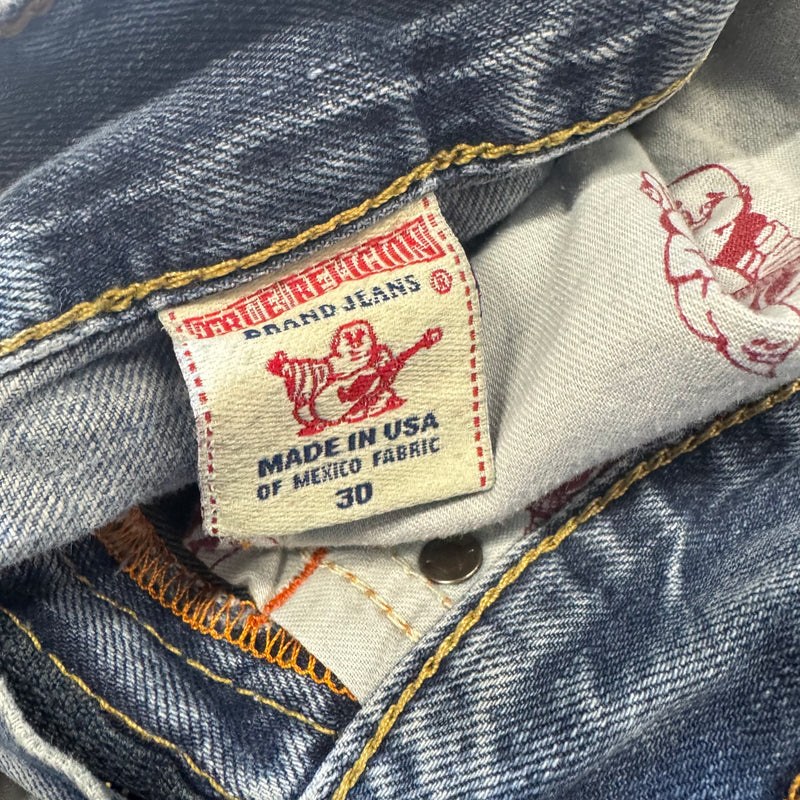 TRUE RELIGION
BRAND JEANS ®
MADE IN USA
OF MEXICO FABRIC
30